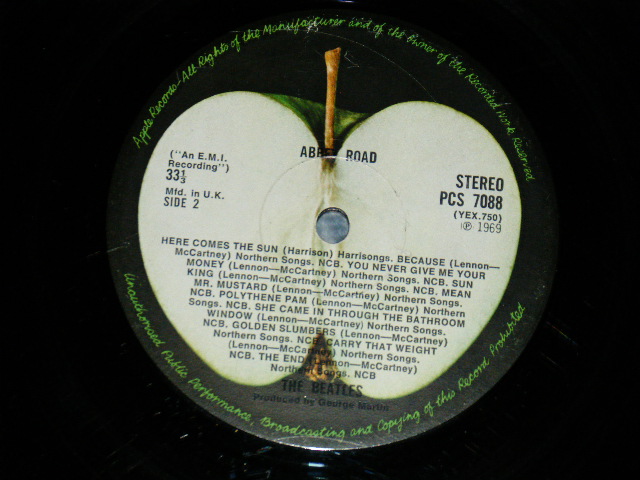 Apple Records-All Rights of the Manufacturer and of the Owner of the Recorded Work Reserved
ABBEY ROAD
("An E.M.I.
Recording")
33⅓
Mfd. in U.K.
SIDE 2
STEREO
PCS 7088
(YEX.750)
℗ 1969
HERE COMES THE SUN (Harrison) Harrisongs. BECAUSE (Lennon—
McCartney) Northern Songs. NCB. YOU NEVER GIVE ME YOUR
MONEY (Lennon—McCartney) Northern Songs. NCB. SUN
KING (Lennon—McCartney) Northern Songs. NCB. MEAN
MR. MUSTARD (Lennon—McCartney) Northern Songs.
NCB. POLYTHENE PAM (Lennon—McCartney) Northern
Songs. NCB. SHE CAME IN THROUGH THE BATHROOM
WINDOW (Lennon—McCartney) Northern Songs.
NCB. GOLDEN SLUMBERS (Lennon—McCartney)
Northern Songs. NCB. CARRY THAT WEIGHT
(Lennon—McCartney) Northern Songs.
NCB. THE END (Lennon—McCartney)
Northern Songs. NCB
THE BEATLES
Produced by George Martin
Unauthorised Public Performance, Broadcasting and Copying of this Record Prohibited